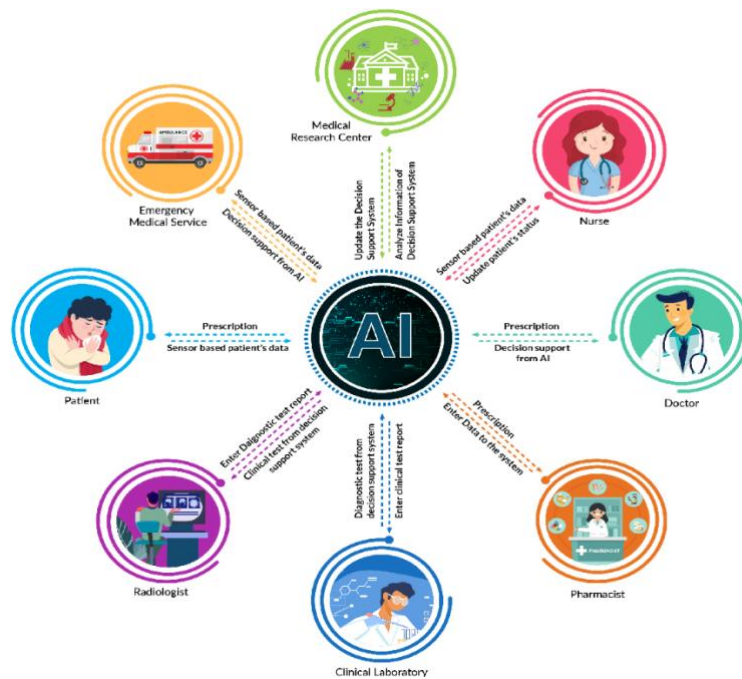 Medical
Research Center
AMBULANCE
Emergency
Medical Service
Nurse
Update the Decision
Support System
Analyze Information of
Decision Support System
Sensor based patient's data
Decision support from AI
Sensor based patient's data
Update patient's status
AI
Prescription
Sensor based patient's data
Patient
Prescription
Decision support
from AI
Doctor
Enter Daignostic test report
Clinical test from decision
support system
Radiologist
Diagnostic test from
decision support system
Enter clinical test report
Prescription
Enter Data to the system
Pharmacist
Clinical Laboratory